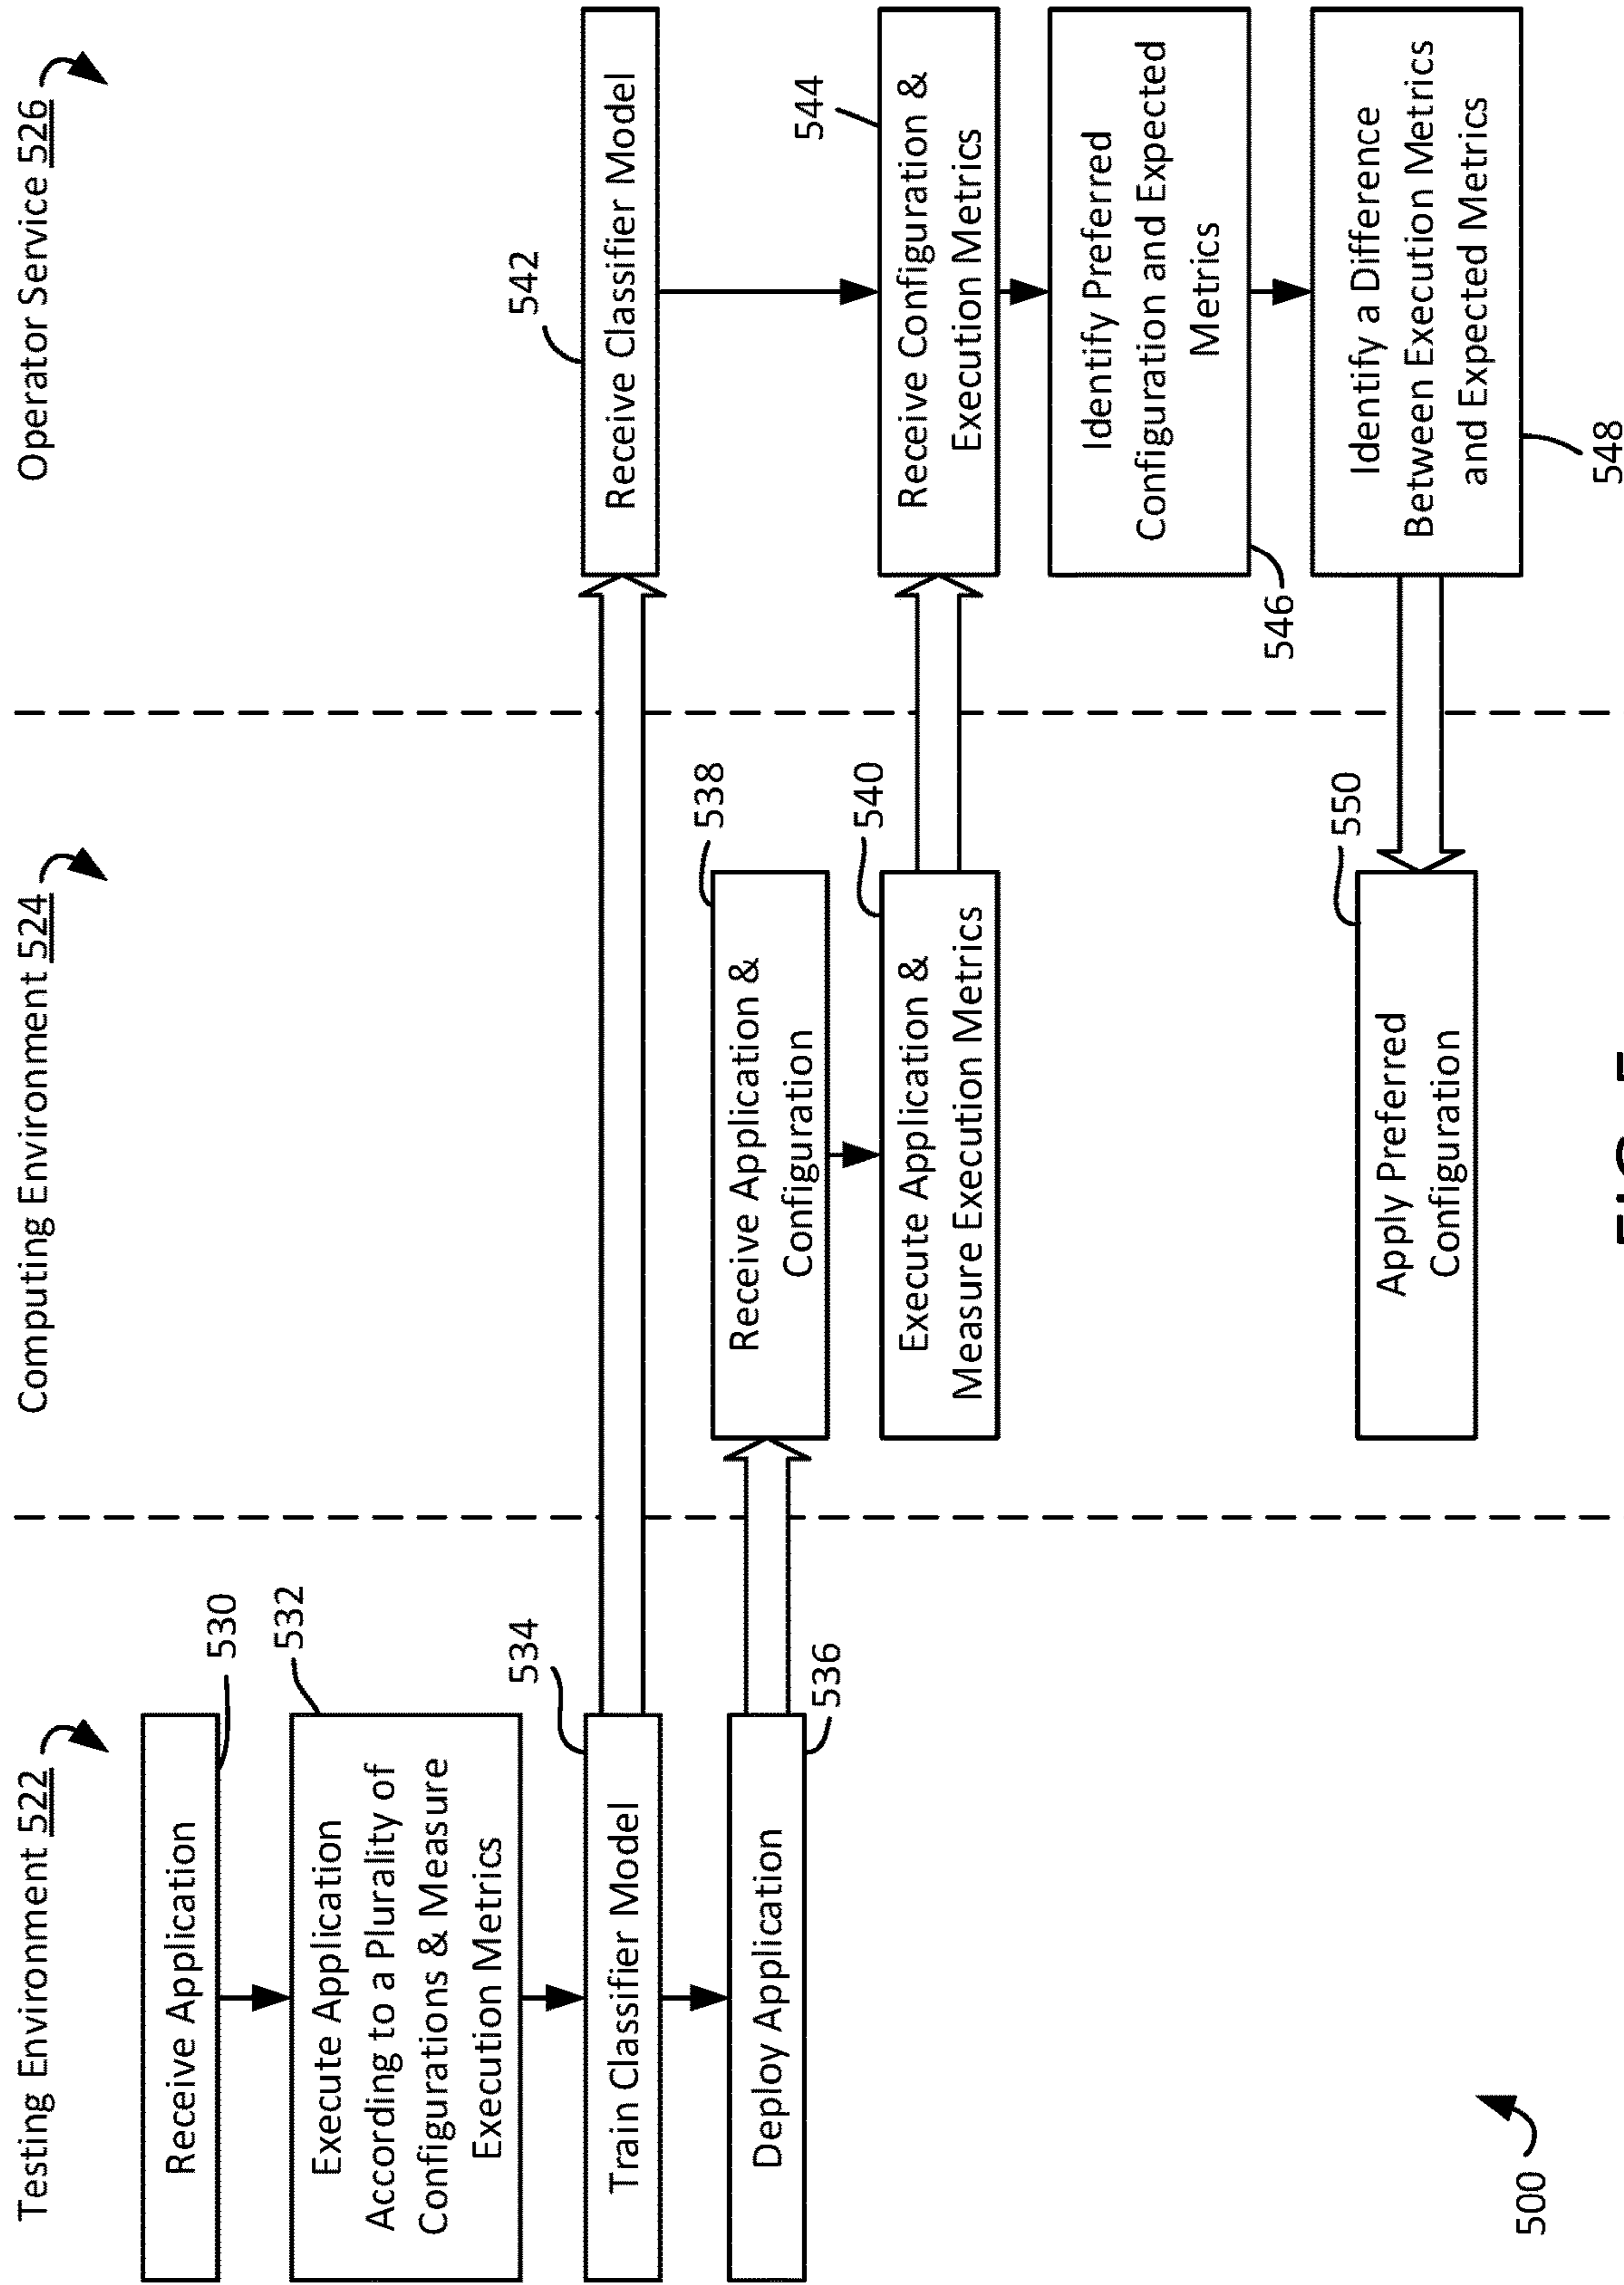 Testing Environment 522
Receive Application
530
Execute Application
According to a Plurality of
Configurations & Measure
Execution Metrics
532
Train Classifier Model
534
Deploy Application
536
Computing Environment 524
Receive Application &
Configuration
538
Execute Application &
Measure Execution Metrics
540
Apply Preferred
Configuration
550
Operator Service 526
Receive Classifier Model
542
Receive Configuration &
Execution Metrics
544
Identify Preferred
Configuration and Expected
Metrics
546
Identify a Difference
Between Execution Metrics
and Expected Metrics
548
500